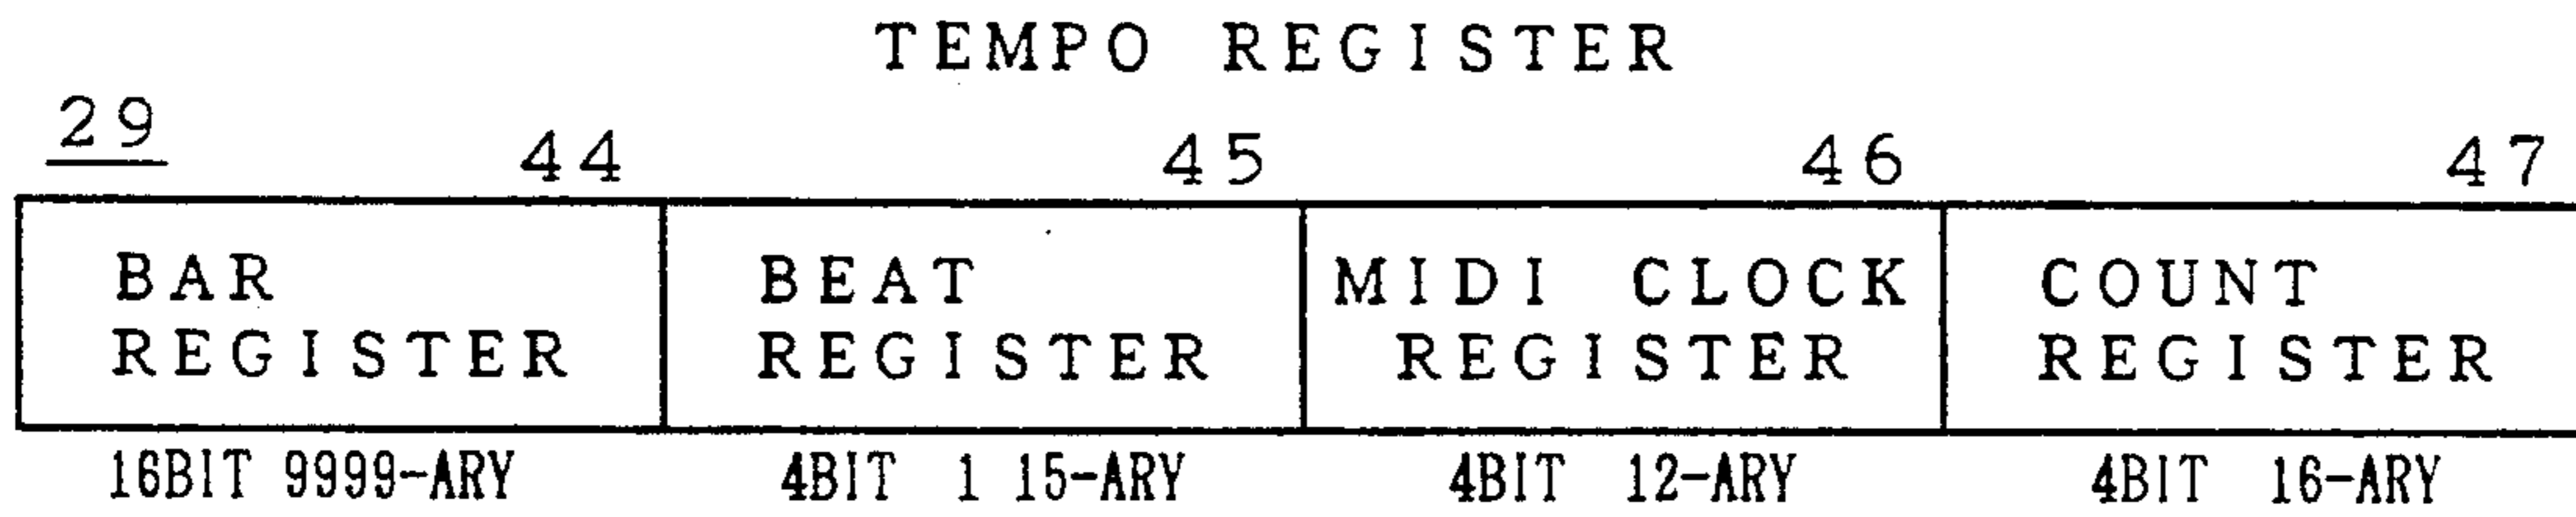 TEMPO REGISTER
29
44 45 46 47
BAR REGISTER
BEAT REGISTER
MIDI CLOCK REGISTER
COUNT REGISTER
16BIT 9999-ARY
4BIT 1 15-ARY
4BIT 12-ARY
4BIT 16-ARY